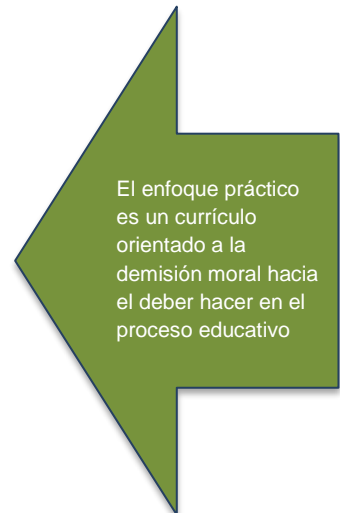 El enfoque práctico
es un currículo
orientado a la
demisión moral hacia
el deber hacer en el
proceso educativo